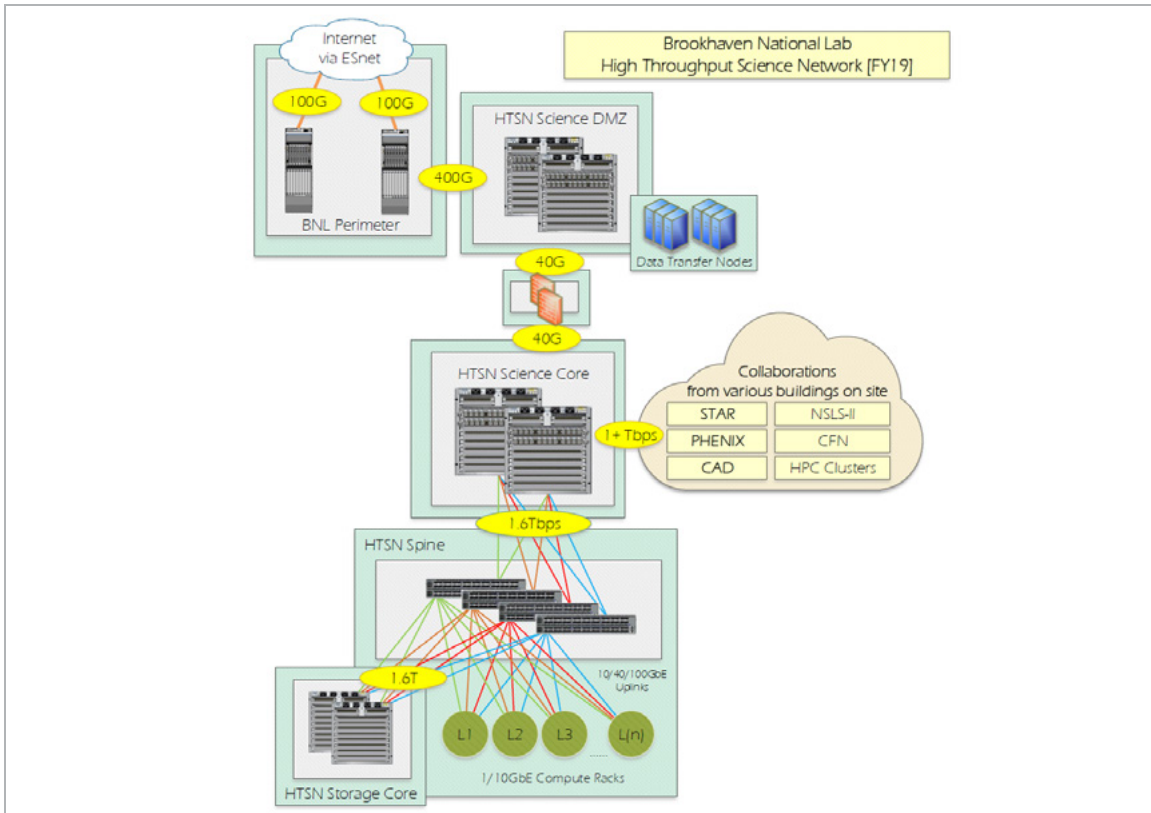 Internet
via ESnet
Brookhaven National Lab
High Throughput Science Network [FY19]
100G
100G
HTSN Science DMZ
400G
BNL Perimeter
Data Transfer Nodes
40G
40G
HTSN Science Core
Collaborations
from various buildings on site
STAR
NSLS-II
1+ Tbps
PHENIX
CFN
CAD
HPC Clusters
1.6Tbps
HTSN Spine
1.6T
10/40/100GbE
Uplinks
L1
L2
L3
......
L(n)
1/10GbE Compute Racks
HTSN Storage Core